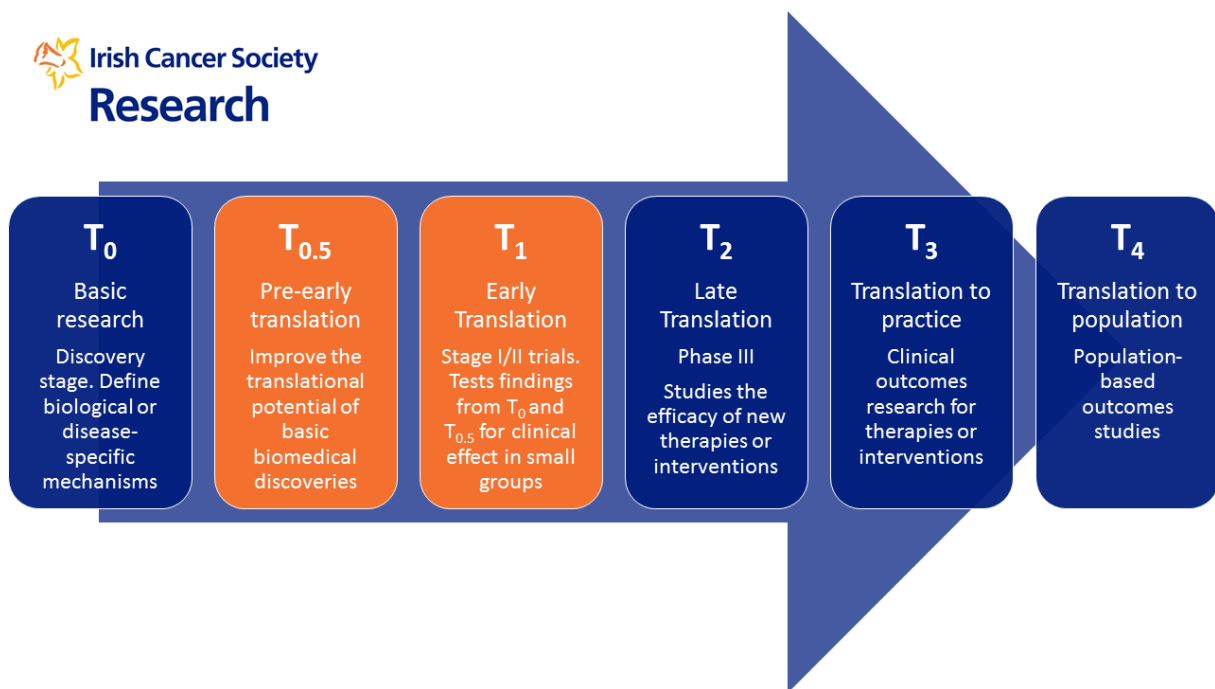 Irish Cancer Society
Research
T0
Basic
research
Discovery
stage. Define
biological or
disease-
specific
mechanisms
T0.5
Pre-early
translation
Improve the
translational
potential of
basic
biomedical
discoveries
T1
Early
Translation
Stage I/II trials.
Tests findings
from T0 and
T0.5 for clinical
effect in small
groups
T2
Late
Translation
Phase III
Studies the
efficacy of new
therapies or
interventions
T3
Translation to
practice
Clinical
outcomes
research for
therapies or
interventions
T4
Translation to
population
Population-
based
outcomes
studies